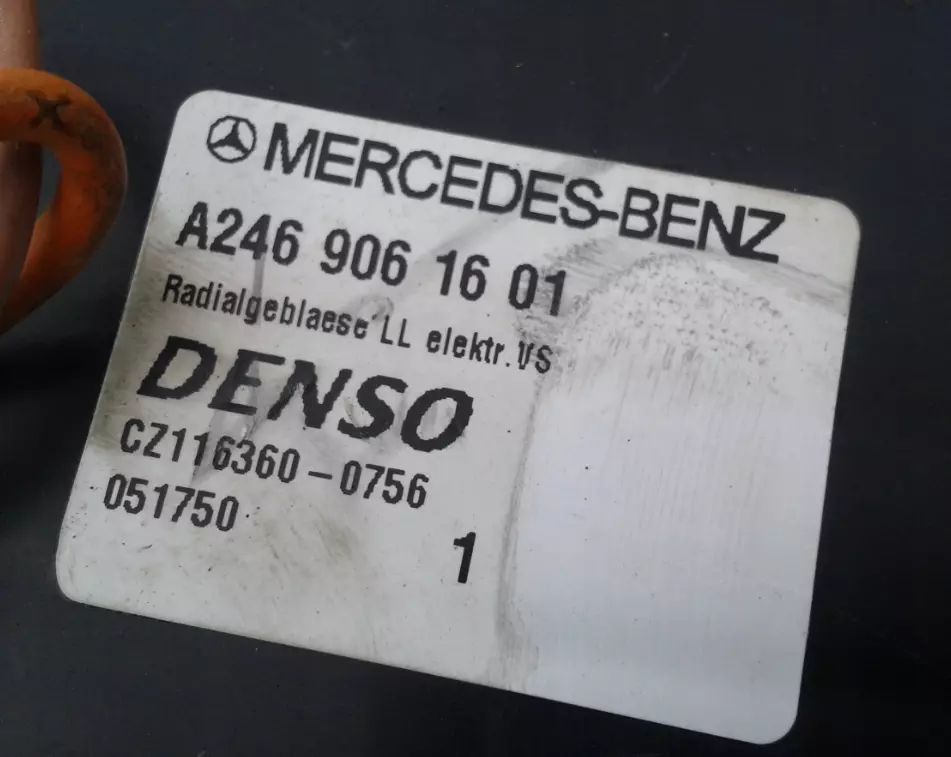 MERCEDES-BENZ
A246 906 16 01
Radialgeblaese LL elektr. VS
DENSO
CZ116360-0756
051750
1